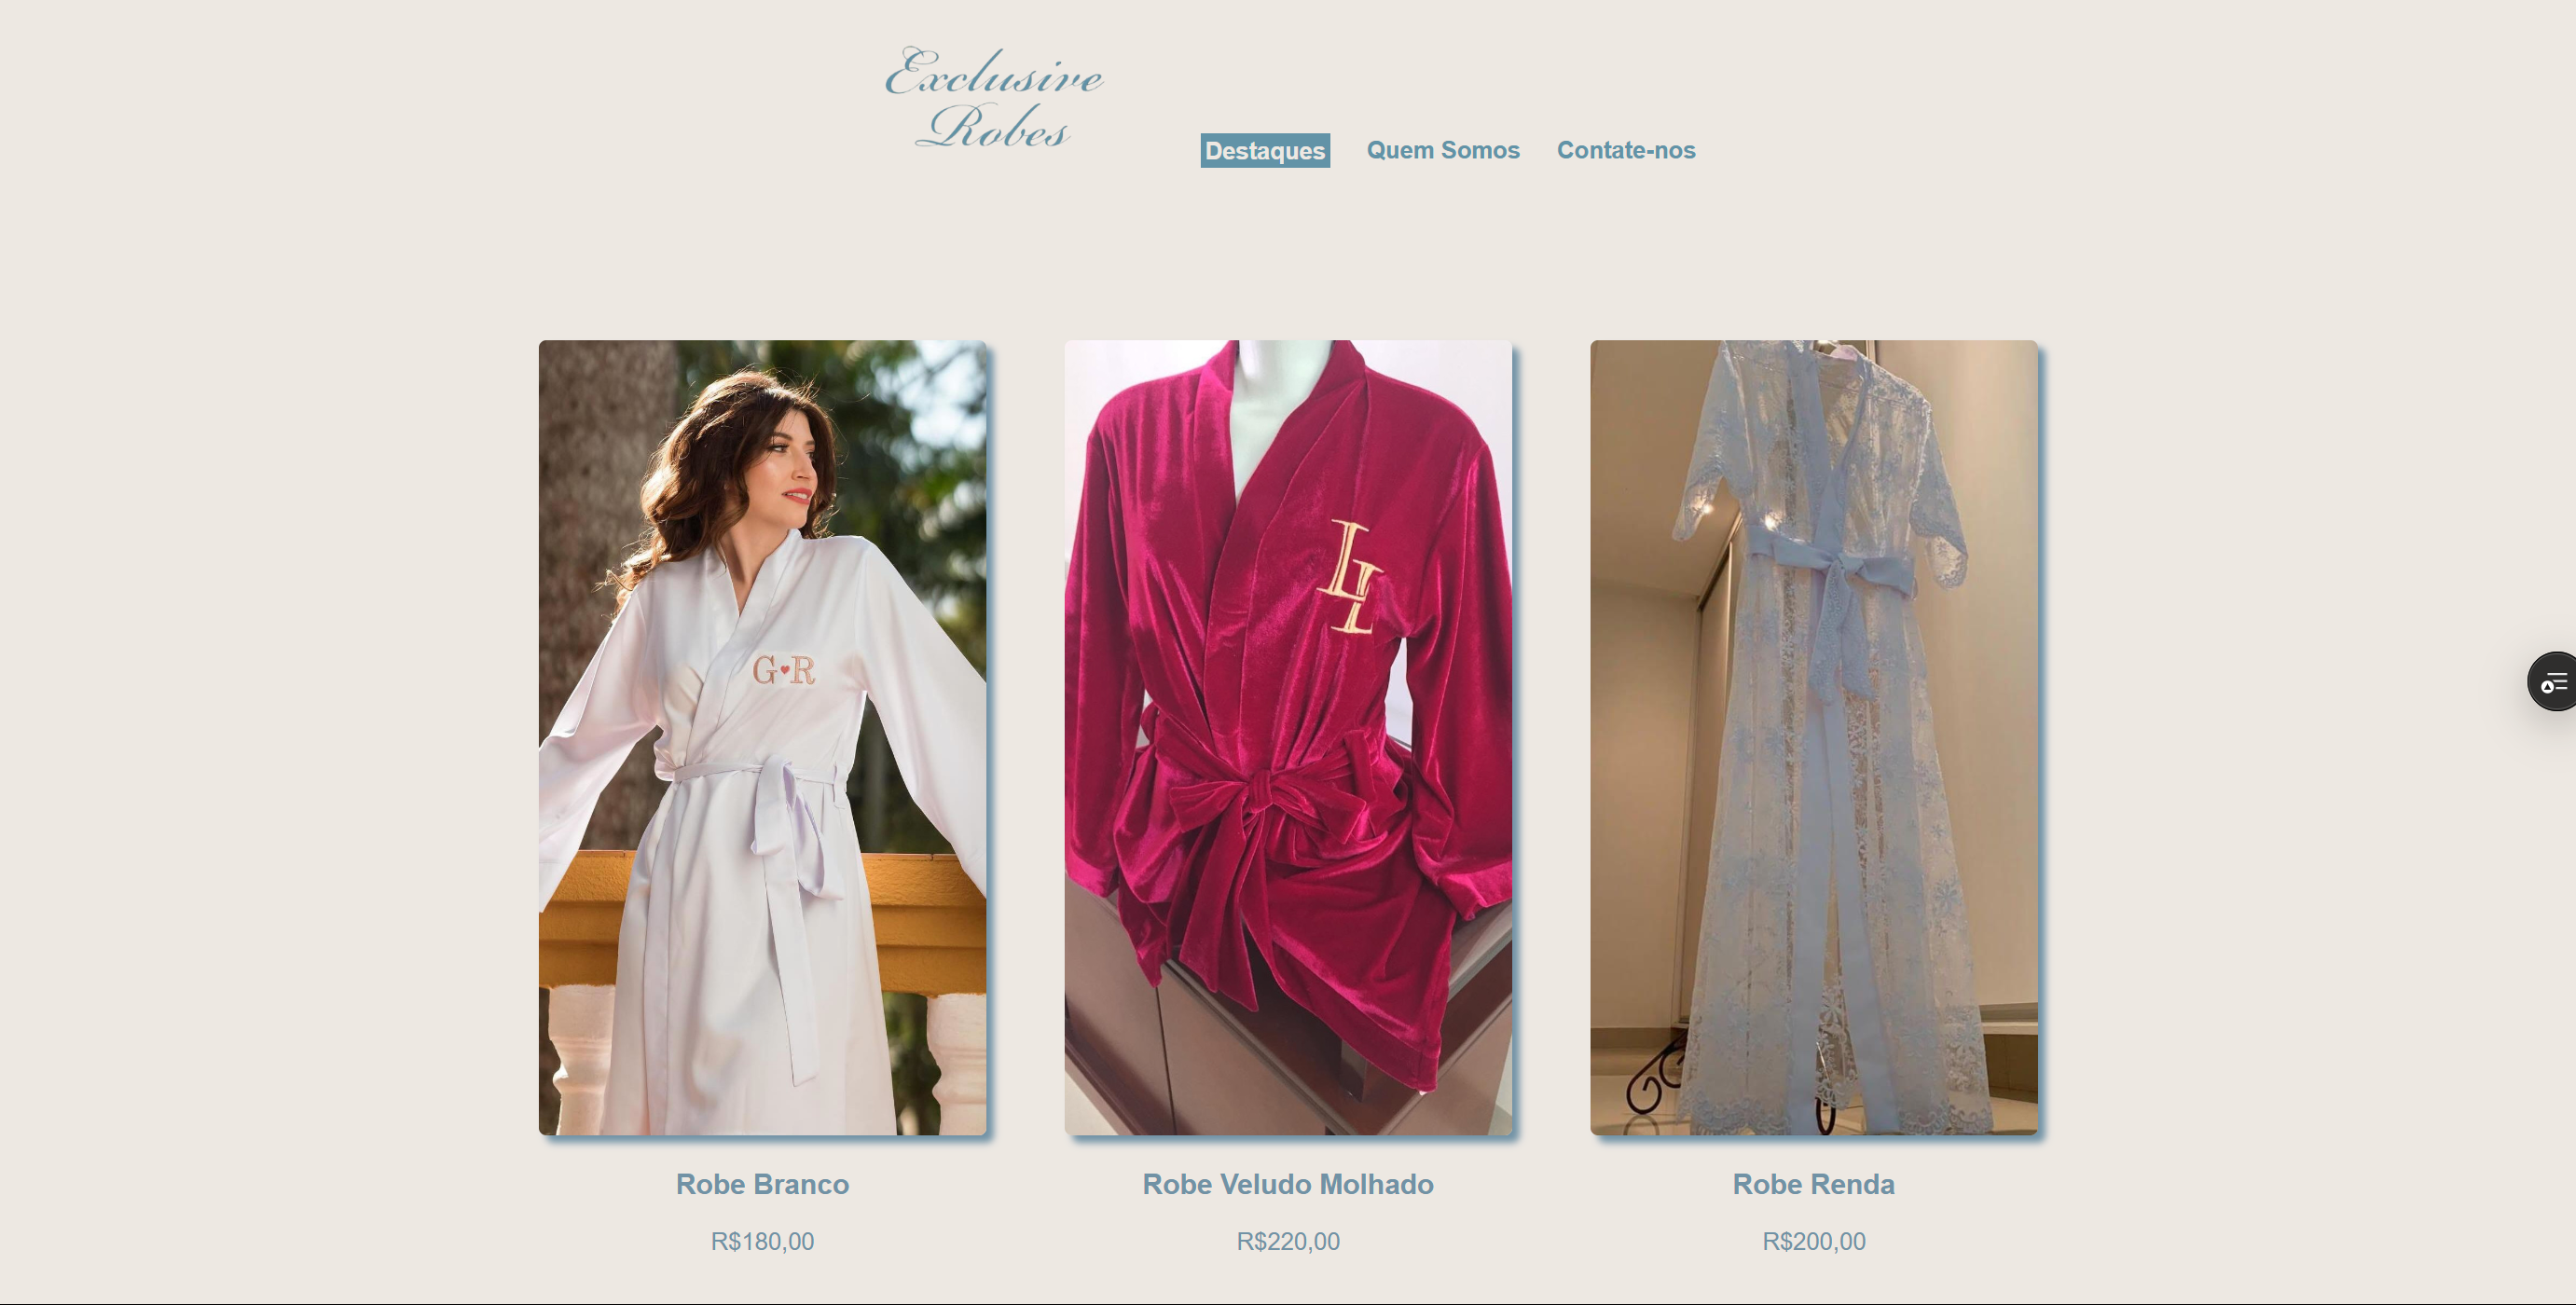 Exclusive
Robes
Destaques Quem Somos Contate-nos
G♥R
LL
Robe Branco Robe Veludo Molhado Robe Renda
R$180,00 R$220,00 R$200,00